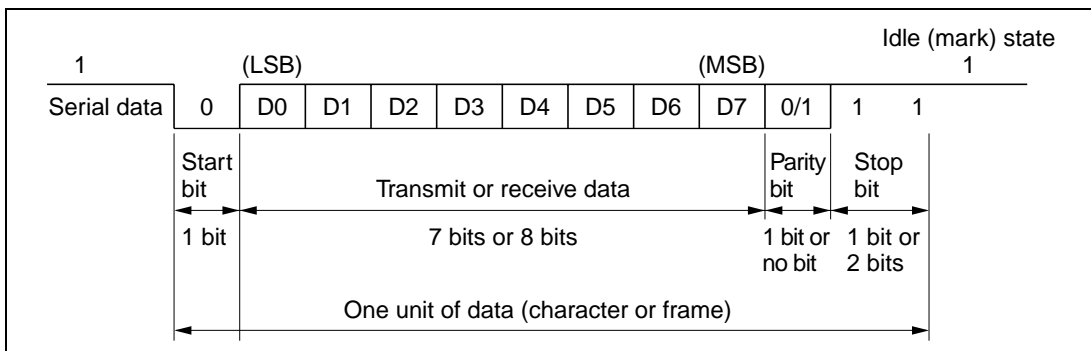 Idle (mark) state
1 (LSB) (MSB) 1
Serial data 0 D0 D1 D2 D3 D4 D5 D6 D7 0/1 1 1
Start Parity Stop
bit Transmit or receive data bit bit
1 bit 7 bits or 8 bits 1 bit or 1 bit or
no bit 2 bits
One unit of data (character or frame)